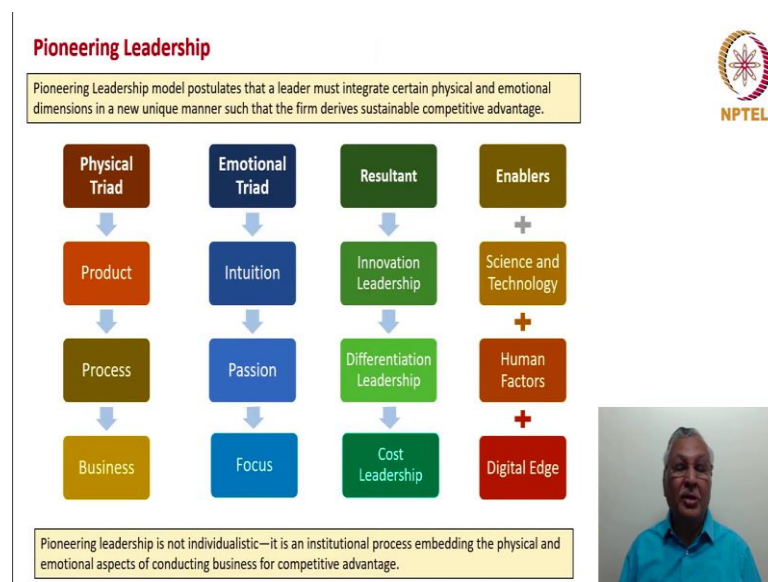 Pioneering Leadership
Pioneering Leadership model postulates that a leader must integrate certain physical and emotional
dimensions in a new unique manner such that the firm derives sustainable competitive advantage.
NPTEL
Physical
Triad
Product
Process
Business
Emotional
Triad
Intuition
Passion
Focus
Resultant
Innovation
Leadership
Differentiation
Leadership
Cost
Leadership
Enablers
Science and
Technology
Human
Factors
Digital Edge
Pioneering leadership is not individualistic—it is an institutional process embedding the physical and
emotional aspects of conducting business for competitive advantage.